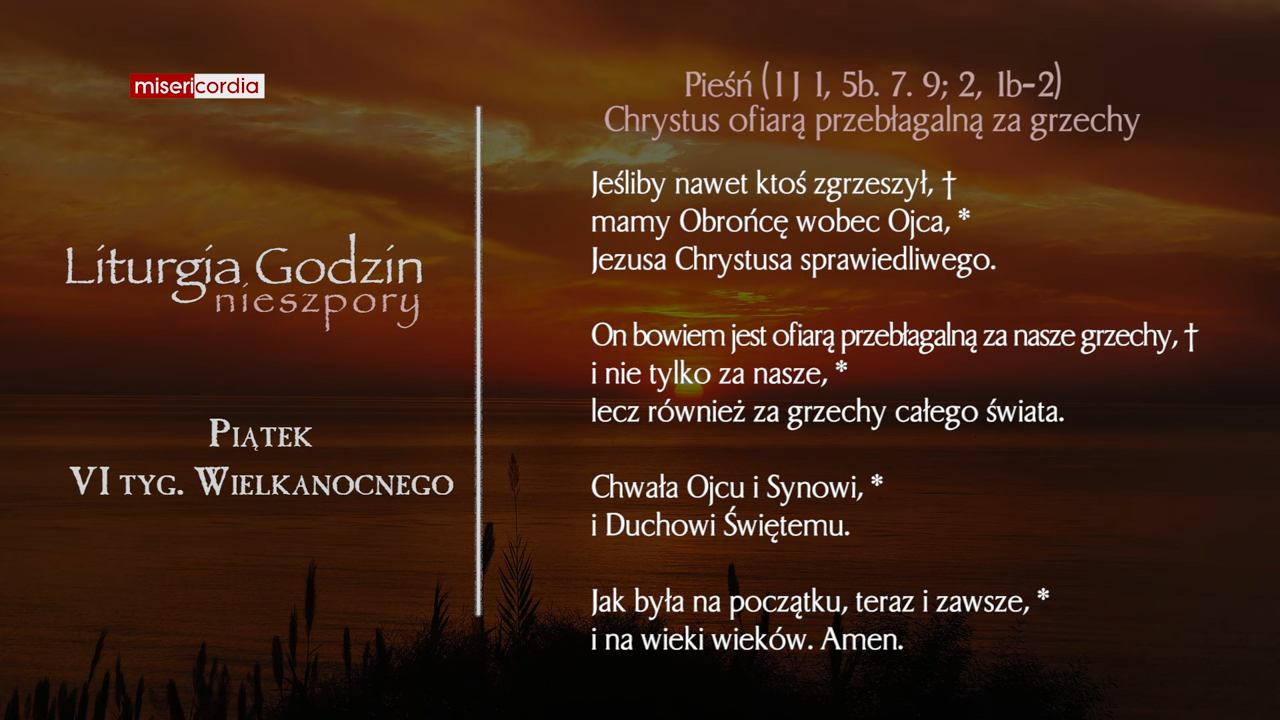 misericordia
Liturgia Godzin
nieszpory
Piątek
VI tyg. Wielkanocnego
Pieśń (1 J 1, 5b. 7. 9; 2, 1b-2)
Chrystus ofiarą przebłagalną za grzechy
Jeśliby nawet ktoś zgrzeszył, †
mamy Obrońcę wobec Ojca, *
Jezusa Chrystusa sprawiedliwego.
On bowiem jest ofiarą przebłagalną za nasze grzechy, †
i nie tylko za nasze, *
lecz również za grzechy całego świata.
Chwała Ojcu i Synowi, *
i Duchowi Świętemu.
Jak była na początku, teraz i zawsze, *
i na wieki wieków. Amen.